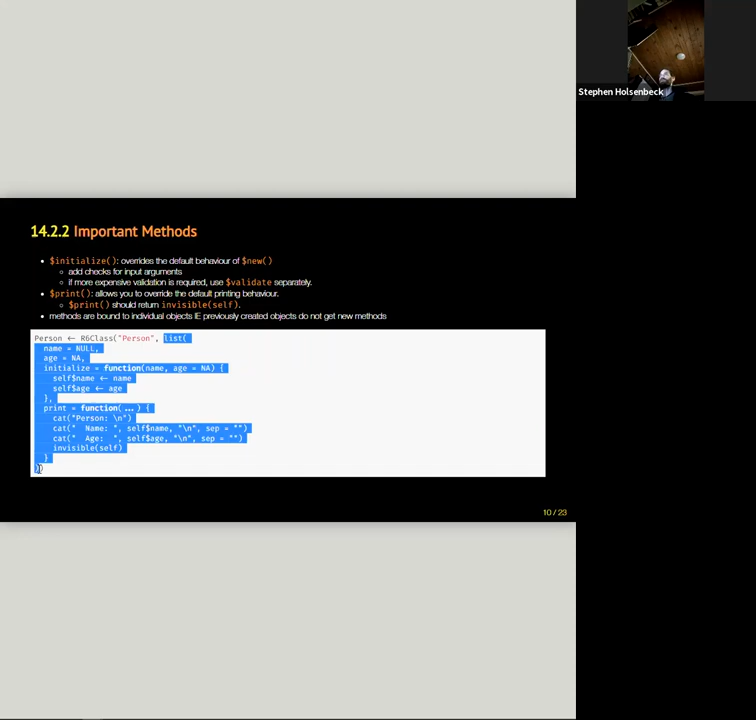 Stephen Holsenbeck
14.2.2 Important Methods
• $initialize(): overrides the default behaviour of $new()
◦ add checks for input arguments
◦ if more expensive validation is required, use $validate separately.
• $print(): allows you to override the default printing behaviour.
◦ $print() should return invisible(self).
• methods are bound to individual objects IE previously created objects do not get new methods
Person <- R6Class("Person", list(
name = NULL,
age = NA,
initialize = function(name, age = NA) {
self$name <- name
self$age <- age
},
print = function(...) {
cat("Person: \n")
cat("  Name: ", self$name, "\n", sep = "")
cat("  Age:  ", self$age, "\n", sep = "")
invisible(self)
}
))
10 / 23